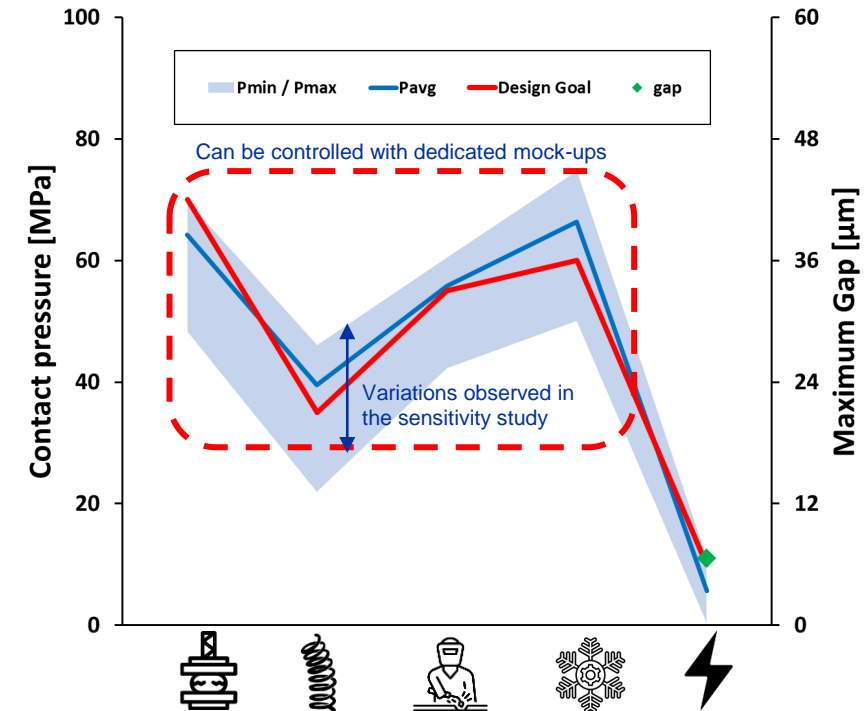 100
60
Pmin / Pmax
Pavg
Design Goal
gap
80
48
Can be controlled with dedicated mock-ups
Contact pressure [MPa]
Maximum Gap [μm]
60
36
40
24
Variations observed in
the sensitivity study
20
12
0
0